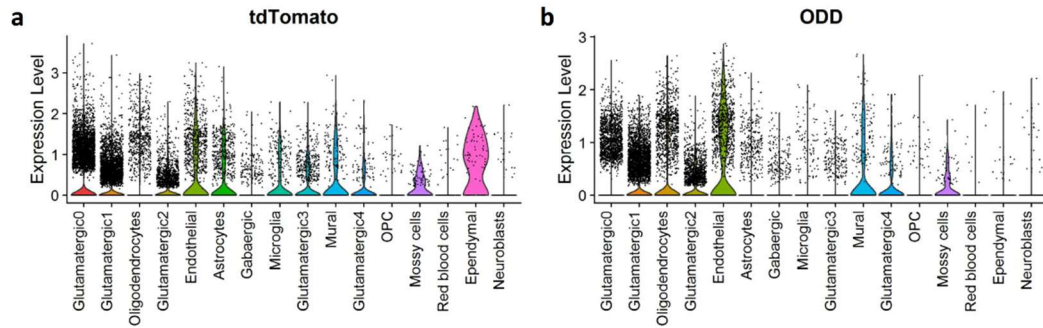 a
tdTomato
Expression Level
3
2
1
0
Glutamatergic0
Glutamatergic1
Oligodendrocytes
Glutamatergic2
Endothelial
Astrocytes
Gabaergic
Microglia
Glutamatergic3
Mural
Glutamatergic4
OPC
Mossy cells
Red blood cells
Ependymal
Neuroblasts
b
ODD
Expression Level
3
2
1
0
Glutamatergic0
Glutamatergic1
Oligodendrocytes
Glutamatergic2
Endothelial
Astrocytes
Gabaergic
Microglia
Glutamatergic3
Mural
Glutamatergic4
OPC
Mossy cells
Red blood cells
Ependymal
Neuroblasts